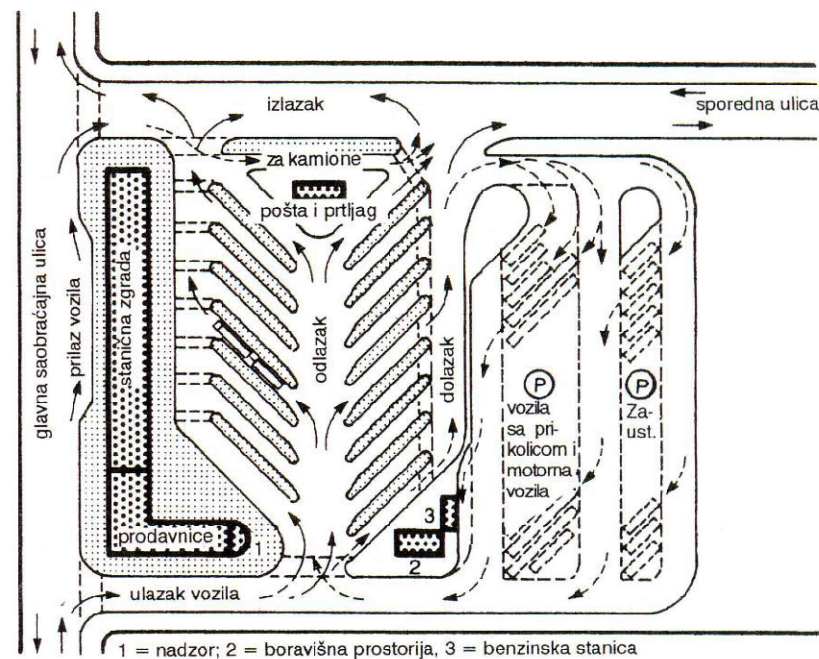 izlazak
sporedna ulica
za kamione
pošta i prtljag
glavna saobraćajna ulica
prilaz vozila
stanična zgrada
odlazak
dolazak
P
vozila
sa pri-
kolicom i
motorna
vozila
P
Za-
ust.
prodavnice
1
3
2
ulazak vozila
1 = nadzor; 2 = boravišna prostorija, 3 = benzinska stanica